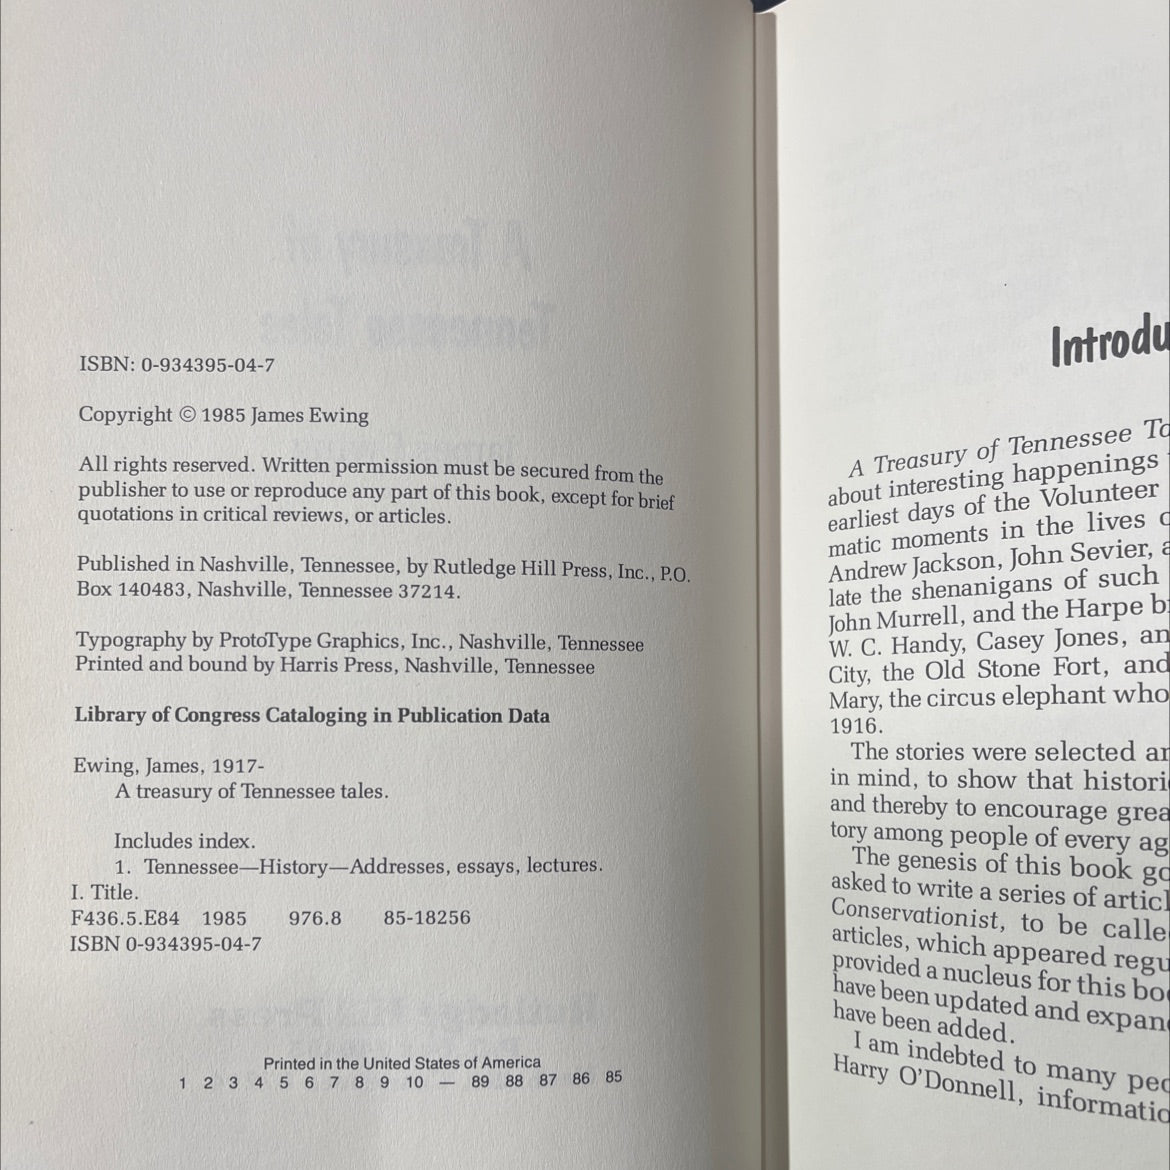 ISBN: 0-934395-04-7
Copyright © 1985 James Ewing
All rights reserved. Written permission must be secured from the
publisher to use or reproduce any part of this book, except for brief
quotations in critical reviews, or articles.
Published in Nashville, Tennessee, by Rutledge Hill Press, Inc., P.O.
Box 140483, Nashville, Tennessee 37214.
Typography by ProtoType Graphics, Inc., Nashville, Tennessee
Printed and bound by Harris Press, Nashville, Tennessee
Library of Congress Cataloging in Publication Data
Ewing, James, 1917-
A treasury of Tennessee tales.
Includes index.
1. Tennessee—History—Addresses, essays, lectures.
I. Title.
F436.5.E84 1985 976.8 85-18256
ISBN 0-934395-04-7
Printed in the United States of America
1 2 3 4 5 6 7 8 9 10 — 89 88 87 86 85
Introdu
A Treasury of Tennessee Ta
about interesting happenings
earliest days of the Volunteer
matic moments in the lives
Andrew Jackson, John Sevier,
late the shenanigans of such
John Murrell, and the Harpe b
W. C. Handy, Casey Jones, an
City, the Old Stone Fort, and
Mary, the circus elephant who
1916.
The stories were selected an
in mind, to show that histori
and thereby to encourage grea
tory among people of every ag
The genesis of this book go
asked to write a series of articl
Conservationist, to be calle
articles, which appeared regu
provided a nucleus for this boo
have been updated and expan
have been added.
I am indebted to many peo
Harry O'Donnell, informatio